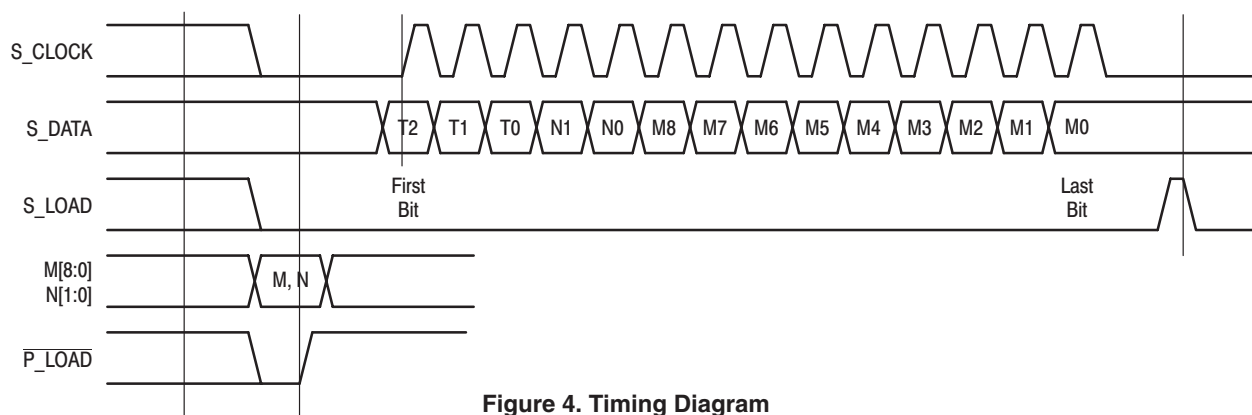 S_CLOCK
S_DATA
T2 T1 T0 N1 N0 M8 M7 M6 M5 M4 M3 M2 M1 M0
First
Bit
Last
Bit
S_LOAD
M[8:0]
N[1:0]
M, N
P_LOAD
Figure 4. Timing Diagram